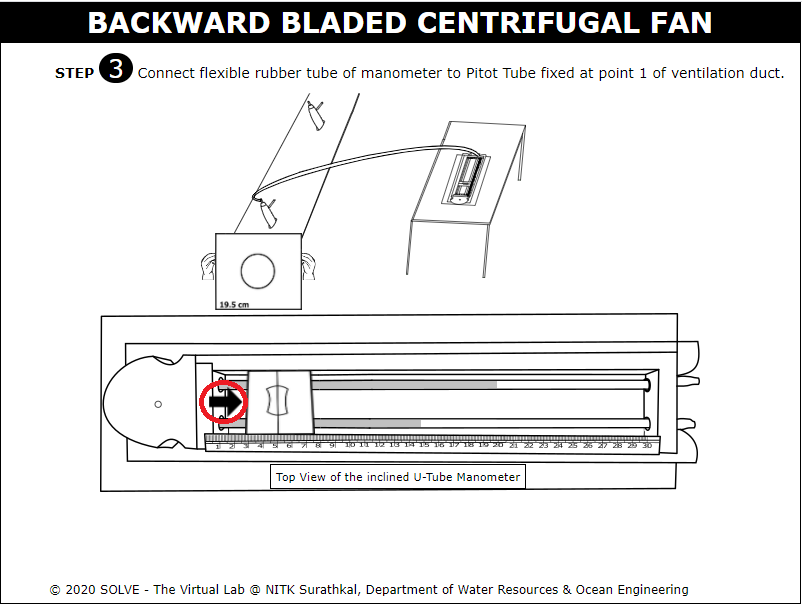 BACKWARD BLADED CENTRIFUGAL FAN
STEP 3 Connect flexible rubber tube of manometer to Pitot Tube fixed at point 1 of ventilation duct.
19.5 cm
1 2 3 4 5 6 7 8 9 10 11 12 13 14 15 16 17 18 19 20 21 22 23 24 25 26 27 28 29 30
Top View of the inclined U-Tube Manometer
© 2020 SOLVE - The Virtual Lab @ NITK Surathkal, Department of Water Resources & Ocean Engineering